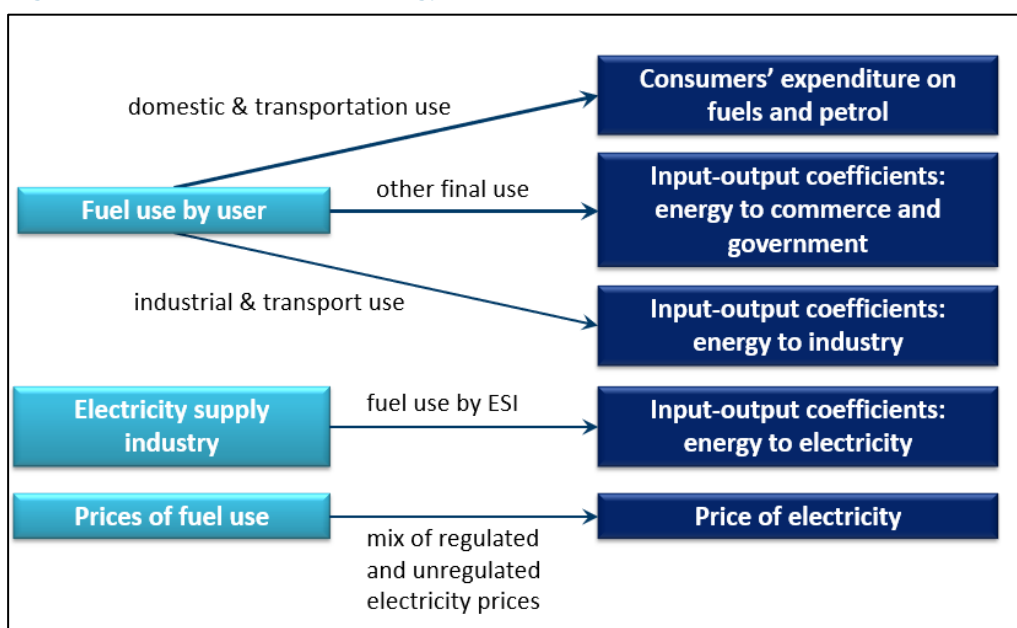 domestic & transportation use
Consumers' expenditure on
fuels and petrol
Fuel use by user
other final use
Input-output coefficients:
energy to commerce and
government
industrial & transport use
Input-output coefficients:
energy to industry
Electricity supply
industry
fuel use by ESI
Input-output coefficients:
energy to electricity
Prices of fuel use
mix of regulated
and unregulated
electricity prices
Price of electricity